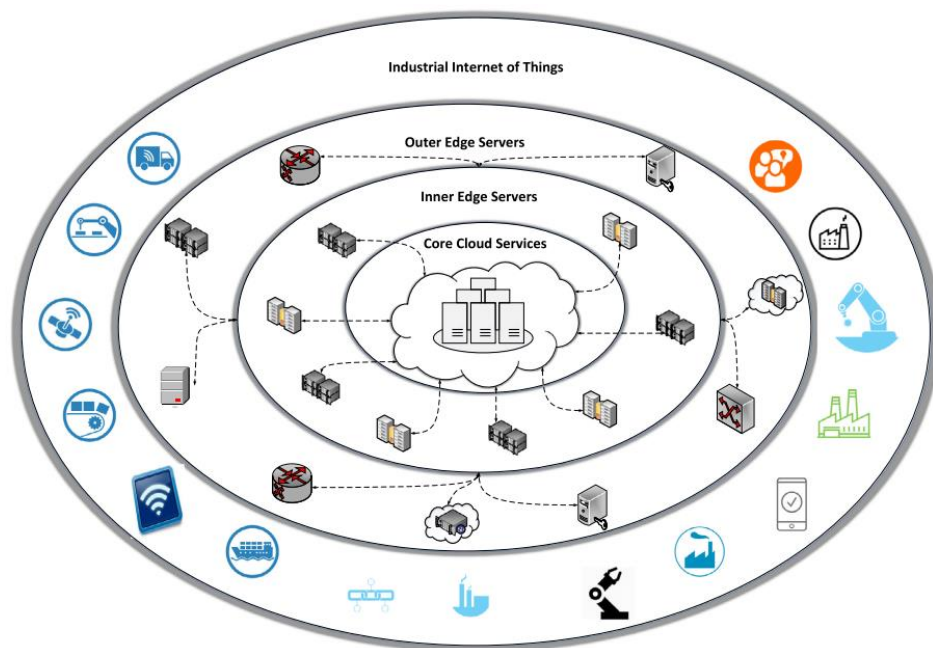 Industrial Internet of Things
Outer Edge Servers
Inner Edge Servers
Core Cloud Services